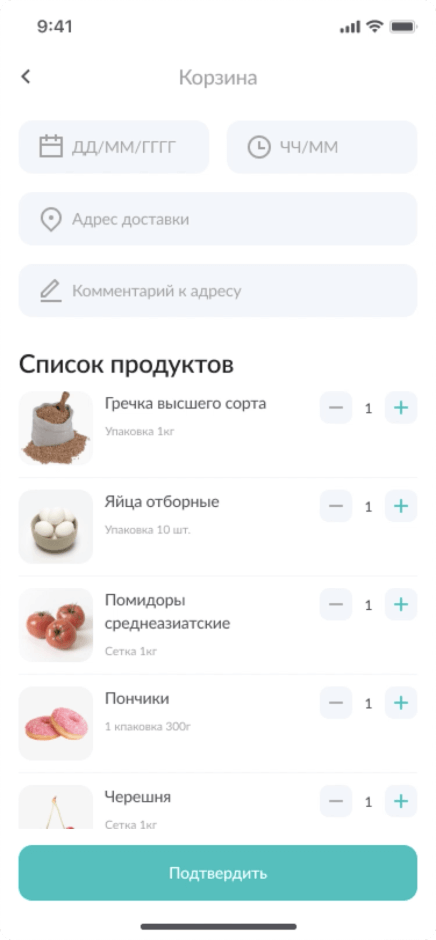 9:41
Корзина
ДД/ММ/ГГГГ ЧЧ/ММ
Адрес доставки
Комментарий к адресу
Список продуктов
Гречка высшего сорта
Упаковка 1кг
− 1 +
Яйца отборные
Упаковка 10 шт.
− 1 +
Помидоры
среднеазиатские
Сетка 1кг
− 1 +
Пончики
1 кпаковка 300г
− 1 +
Черешня
Сетка 1кг
− 1 +
Подтвердить